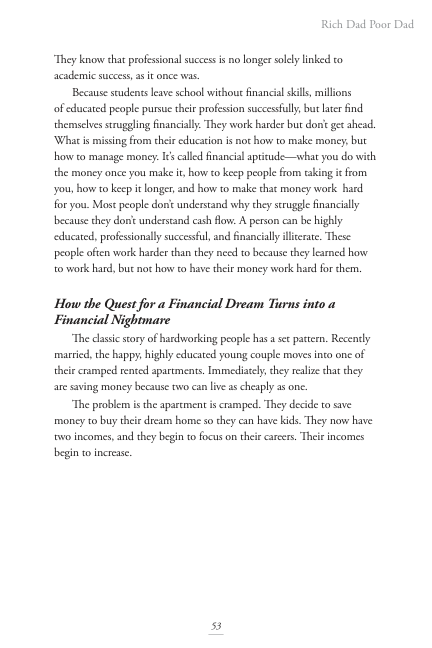 Rich Dad Poor Dad
They know that professional success is no longer solely linked to
academic success, as it once was.
Because students leave school without financial skills, millions
of educated people pursue their profession successfully, but later find
themselves struggling financially. They work harder but don't get ahead.
What is missing from their education is not how to make money, but
how to manage money. It's called financial aptitude—what you do with
the money once you make it, how to keep people from taking it from
you, how to keep it longer, and how to make that money work hard
for you. Most people don't understand why they struggle financially
because they don't understand cash flow. A person can be highly
educated, professionally successful, and financially illiterate. These
people often work harder than they need to because they learned how
to work hard, but not how to have their money work hard for them.
How the Quest for a Financial Dream Turns into a
Financial Nightmare
The classic story of hardworking people has a set pattern. Recently
married, the happy, highly educated young couple moves into one of
their cramped rented apartments. Immediately, they realize that they
are saving money because two can live as cheaply as one.
The problem is the apartment is cramped. They decide to save
money to buy their dream home so they can have kids. They now have
two incomes, and they begin to focus on their careers. Their incomes
begin to increase.
53